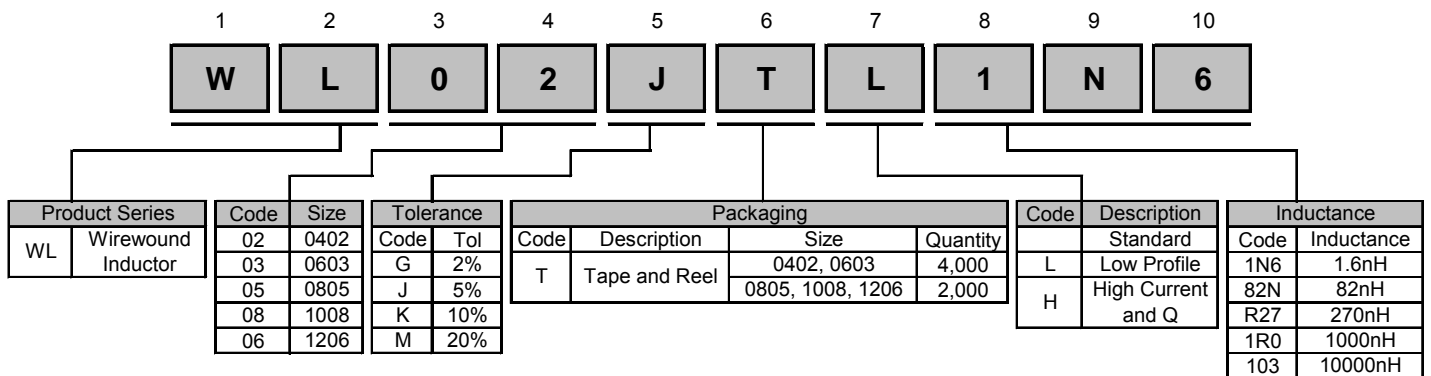 1 2 3 4 5 6 7 8 9 10
W L 0 2 J T L 1 N 6
Product Series
WL Wirewound Inductor
Code Size
02 0402
03 0603
05 0805
08 1008
06 1206
Tolerance
Code Tol
G 2%
J 5%
K 10%
M 20%
Packaging
Code Description Size Quantity
T Tape and Reel 0402, 0603 4,000
0805, 1008, 1206 2,000
Code Description
Standard
L Low Profile
H High Current and Q
Inductance
Code Inductance
1N6 1.6nH
82N 82nH
R27 270nH
1R0 1000nH
103 10000nH